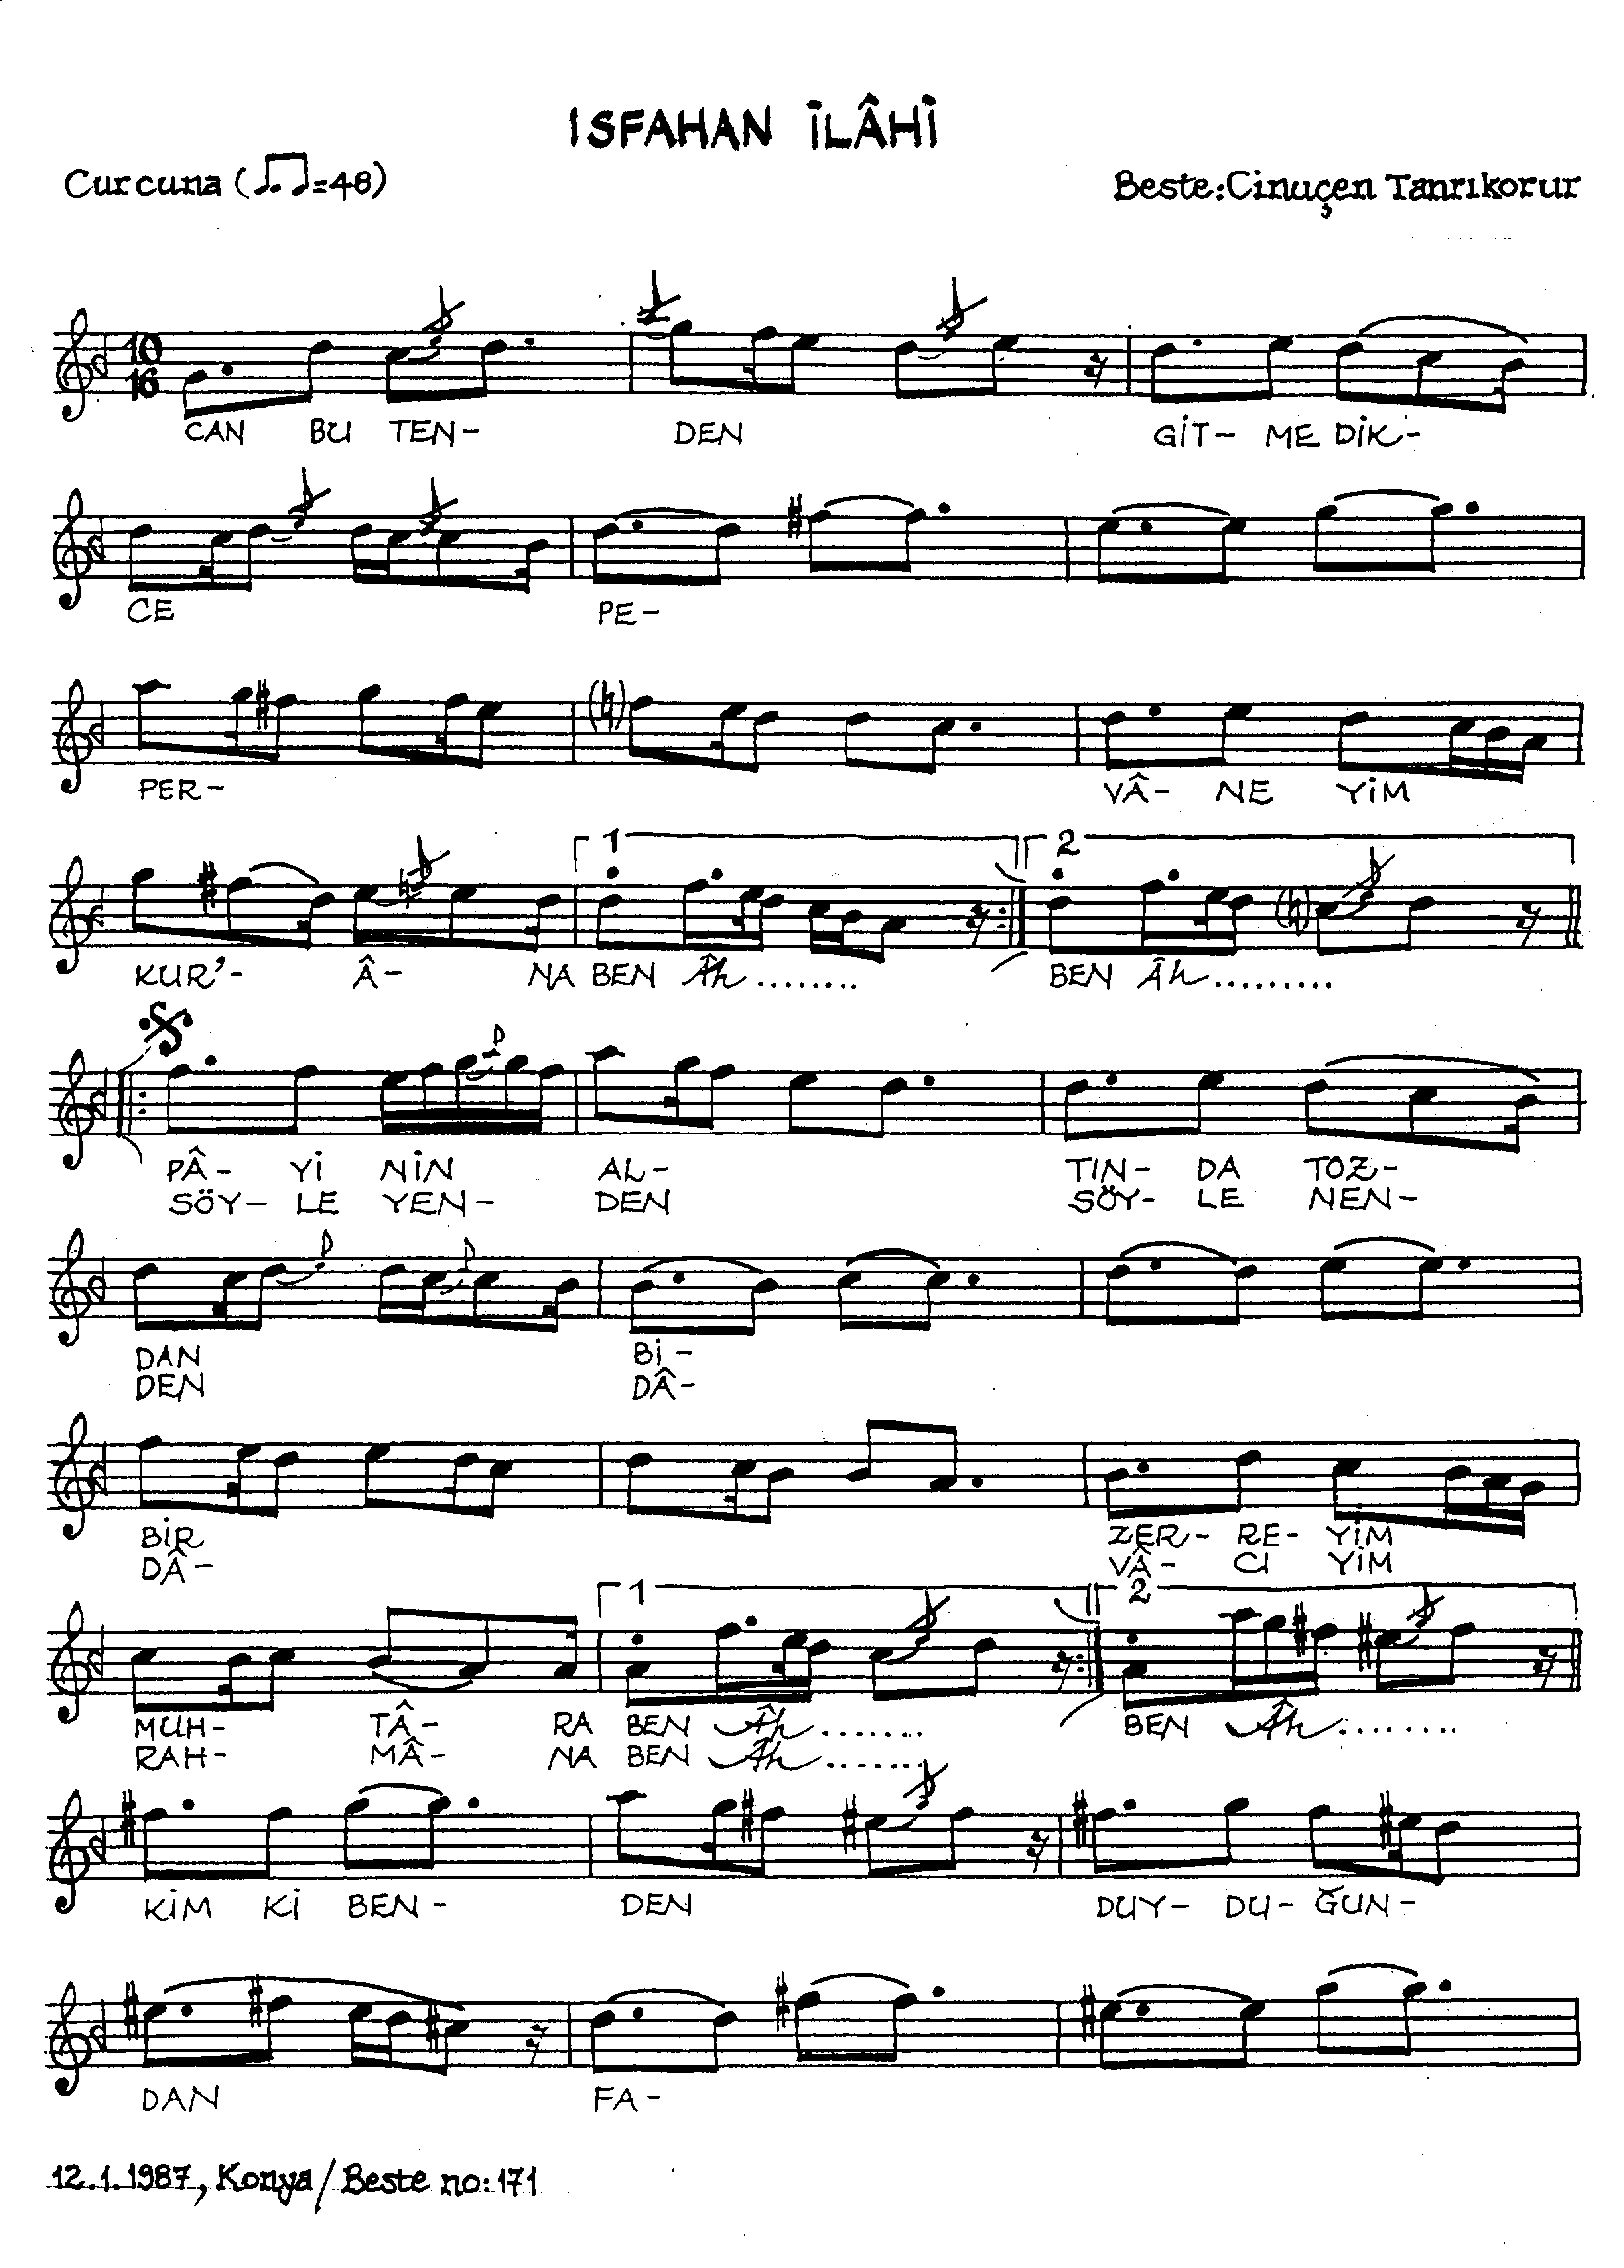 ISFAHAN İLÂHİ
Curcuna (♫.=48)
Beste: Cinuçen Tanrıkorur
10
16
CAN BU TEN- DEN GİT- ME DİK-
CE PE-
PER- VÂ- NE YİM
1 2
KUR'- Â- NA BEN Âh........ BEN Âh.........
PÂ- Yİ NİN AL- TIN- DA TOZ-
SÖY- LE YEN- DEN SÖY- LE NEN-
DAN Bİ-
DEN DÂ-
BİR ZER- RE- YİM
DÂ- VÂ- CI YİM
1 2
MUH- TÂ- RA BEN Âh....... BEN Âh........
RAH- MÂ- NA BEN Âh.......
KİM Kİ BEN- DEN DUY- DU- ĞUN-
DAN FA-
12.1.1987, Konya/Beste no:171